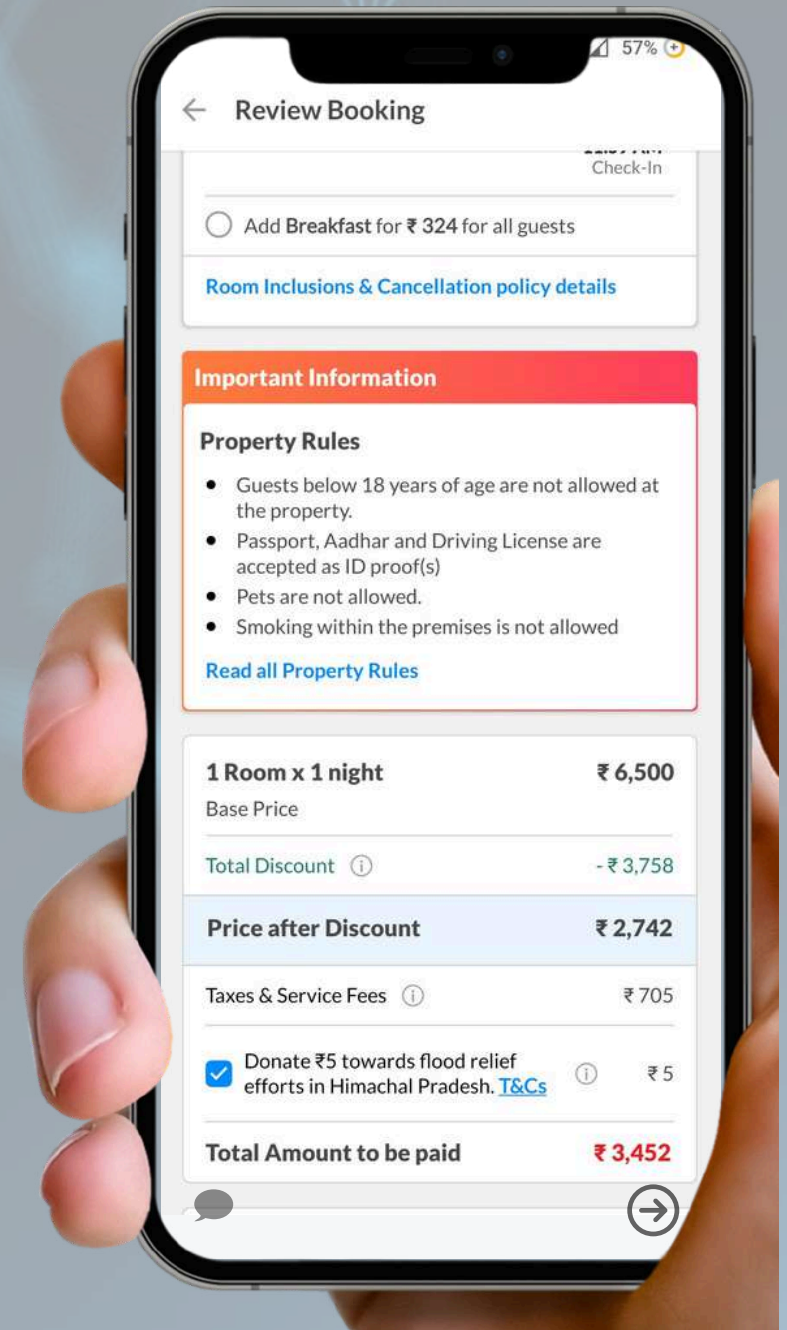 57%
Review Booking
Check-In
Add Breakfast for ₹ 324 for all guests
Room Inclusions & Cancellation policy details
Important Information
Property Rules
• Guests below 18 years of age are not allowed at
the property.
• Passport, Aadhar and Driving License are
accepted as ID proof(s)
• Pets are not allowed.
• Smoking within the premises is not allowed
Read all Property Rules
1 Room x 1 night ₹ 6,500
Base Price
Total Discount - ₹ 3,758
Price after Discount ₹ 2,742
Taxes & Service Fees ₹ 705
Donate ₹5 towards flood relief
efforts in Himachal Pradesh. T&Cs ₹ 5
Total Amount to be paid ₹ 3,452